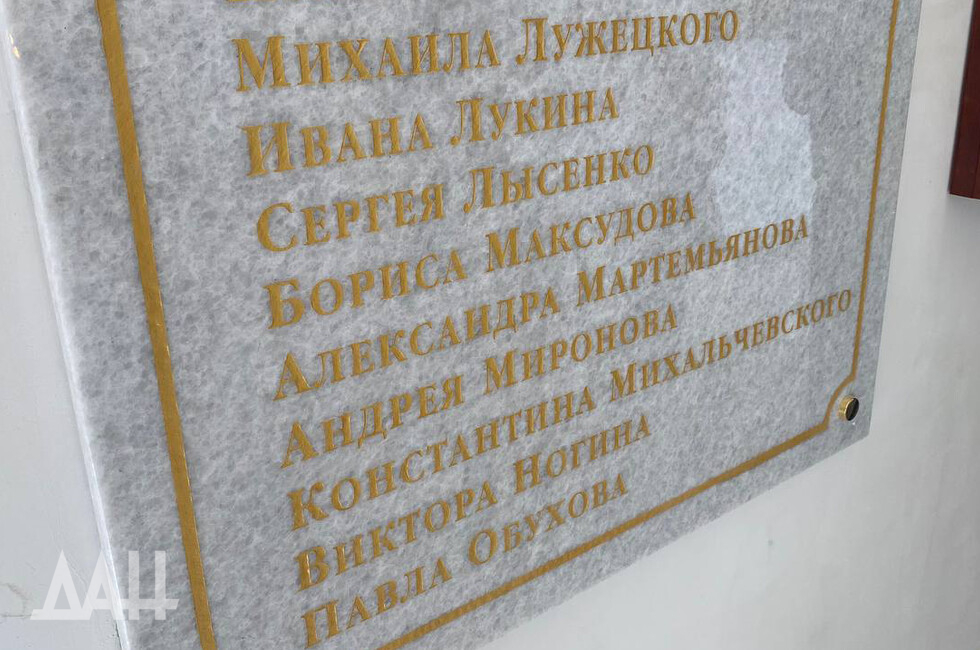 Михаила Лужецкого
Ивана Лукина
Сергея Лысенко
Бориса Максудова
Александра Мартемьянова
Андрея Миронова
Константина Михальчевского
Виктора Ногина
Павла Обухова
ДАН